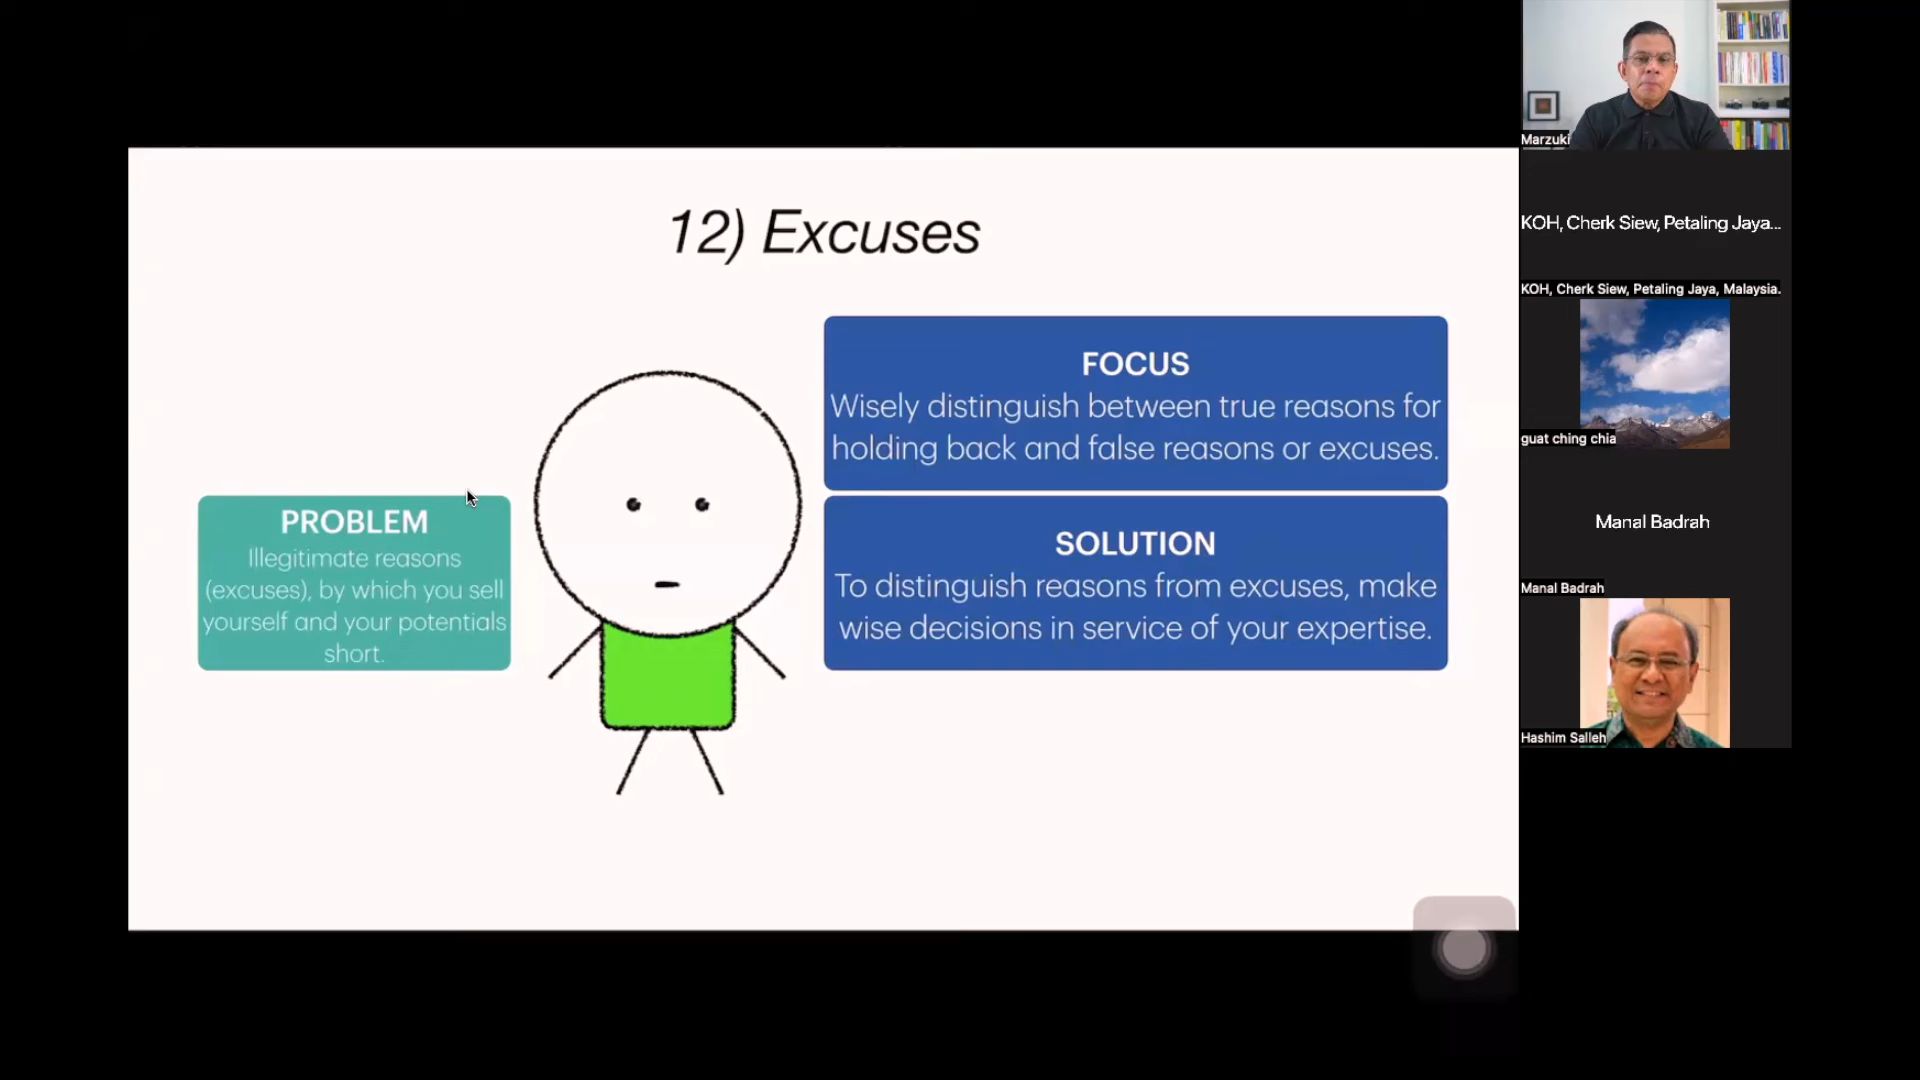 12) Excuses
PROBLEM
Illegitimate reasons
(excuses), by which you sell
yourself and your potentials
short.
FOCUS
Wisely distinguish between true reasons for
holding back and false reasons or excuses.
SOLUTION
To distinguish reasons from excuses, make
wise decisions in service of your expertise.
Marzuki
KOH, Cherk Siew, Petaling Jaya...
KOH, Cherk Siew, Petaling Jaya, Malaysia.
guat ching chia
Manal Badrah
Manal Badrah
Hashim Salleh